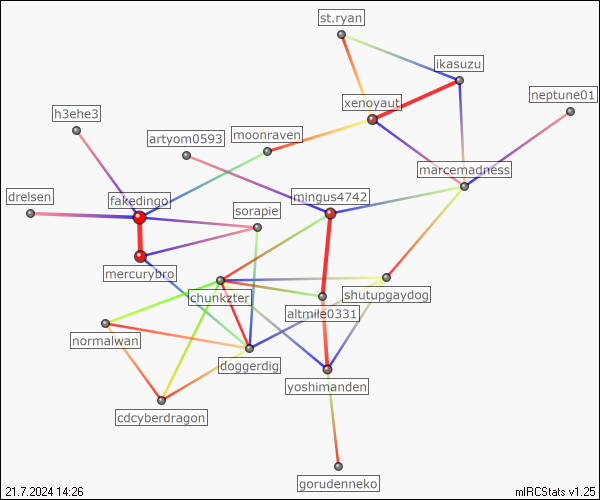 st.ryan
ikasuzu
xenoyaut
neptune01
h3ehe3
artyom0593
moonraven
marcemadness
drelsen
fakedingo
mingus4742
sorapie
mercurybro
chunkzter
shutupgaydog
altmile0331
normalwan
doggerdig
yoshimanden
cdcyberdragon
gorudenneko
21.7.2024 14:26
mIRCStats v1.25